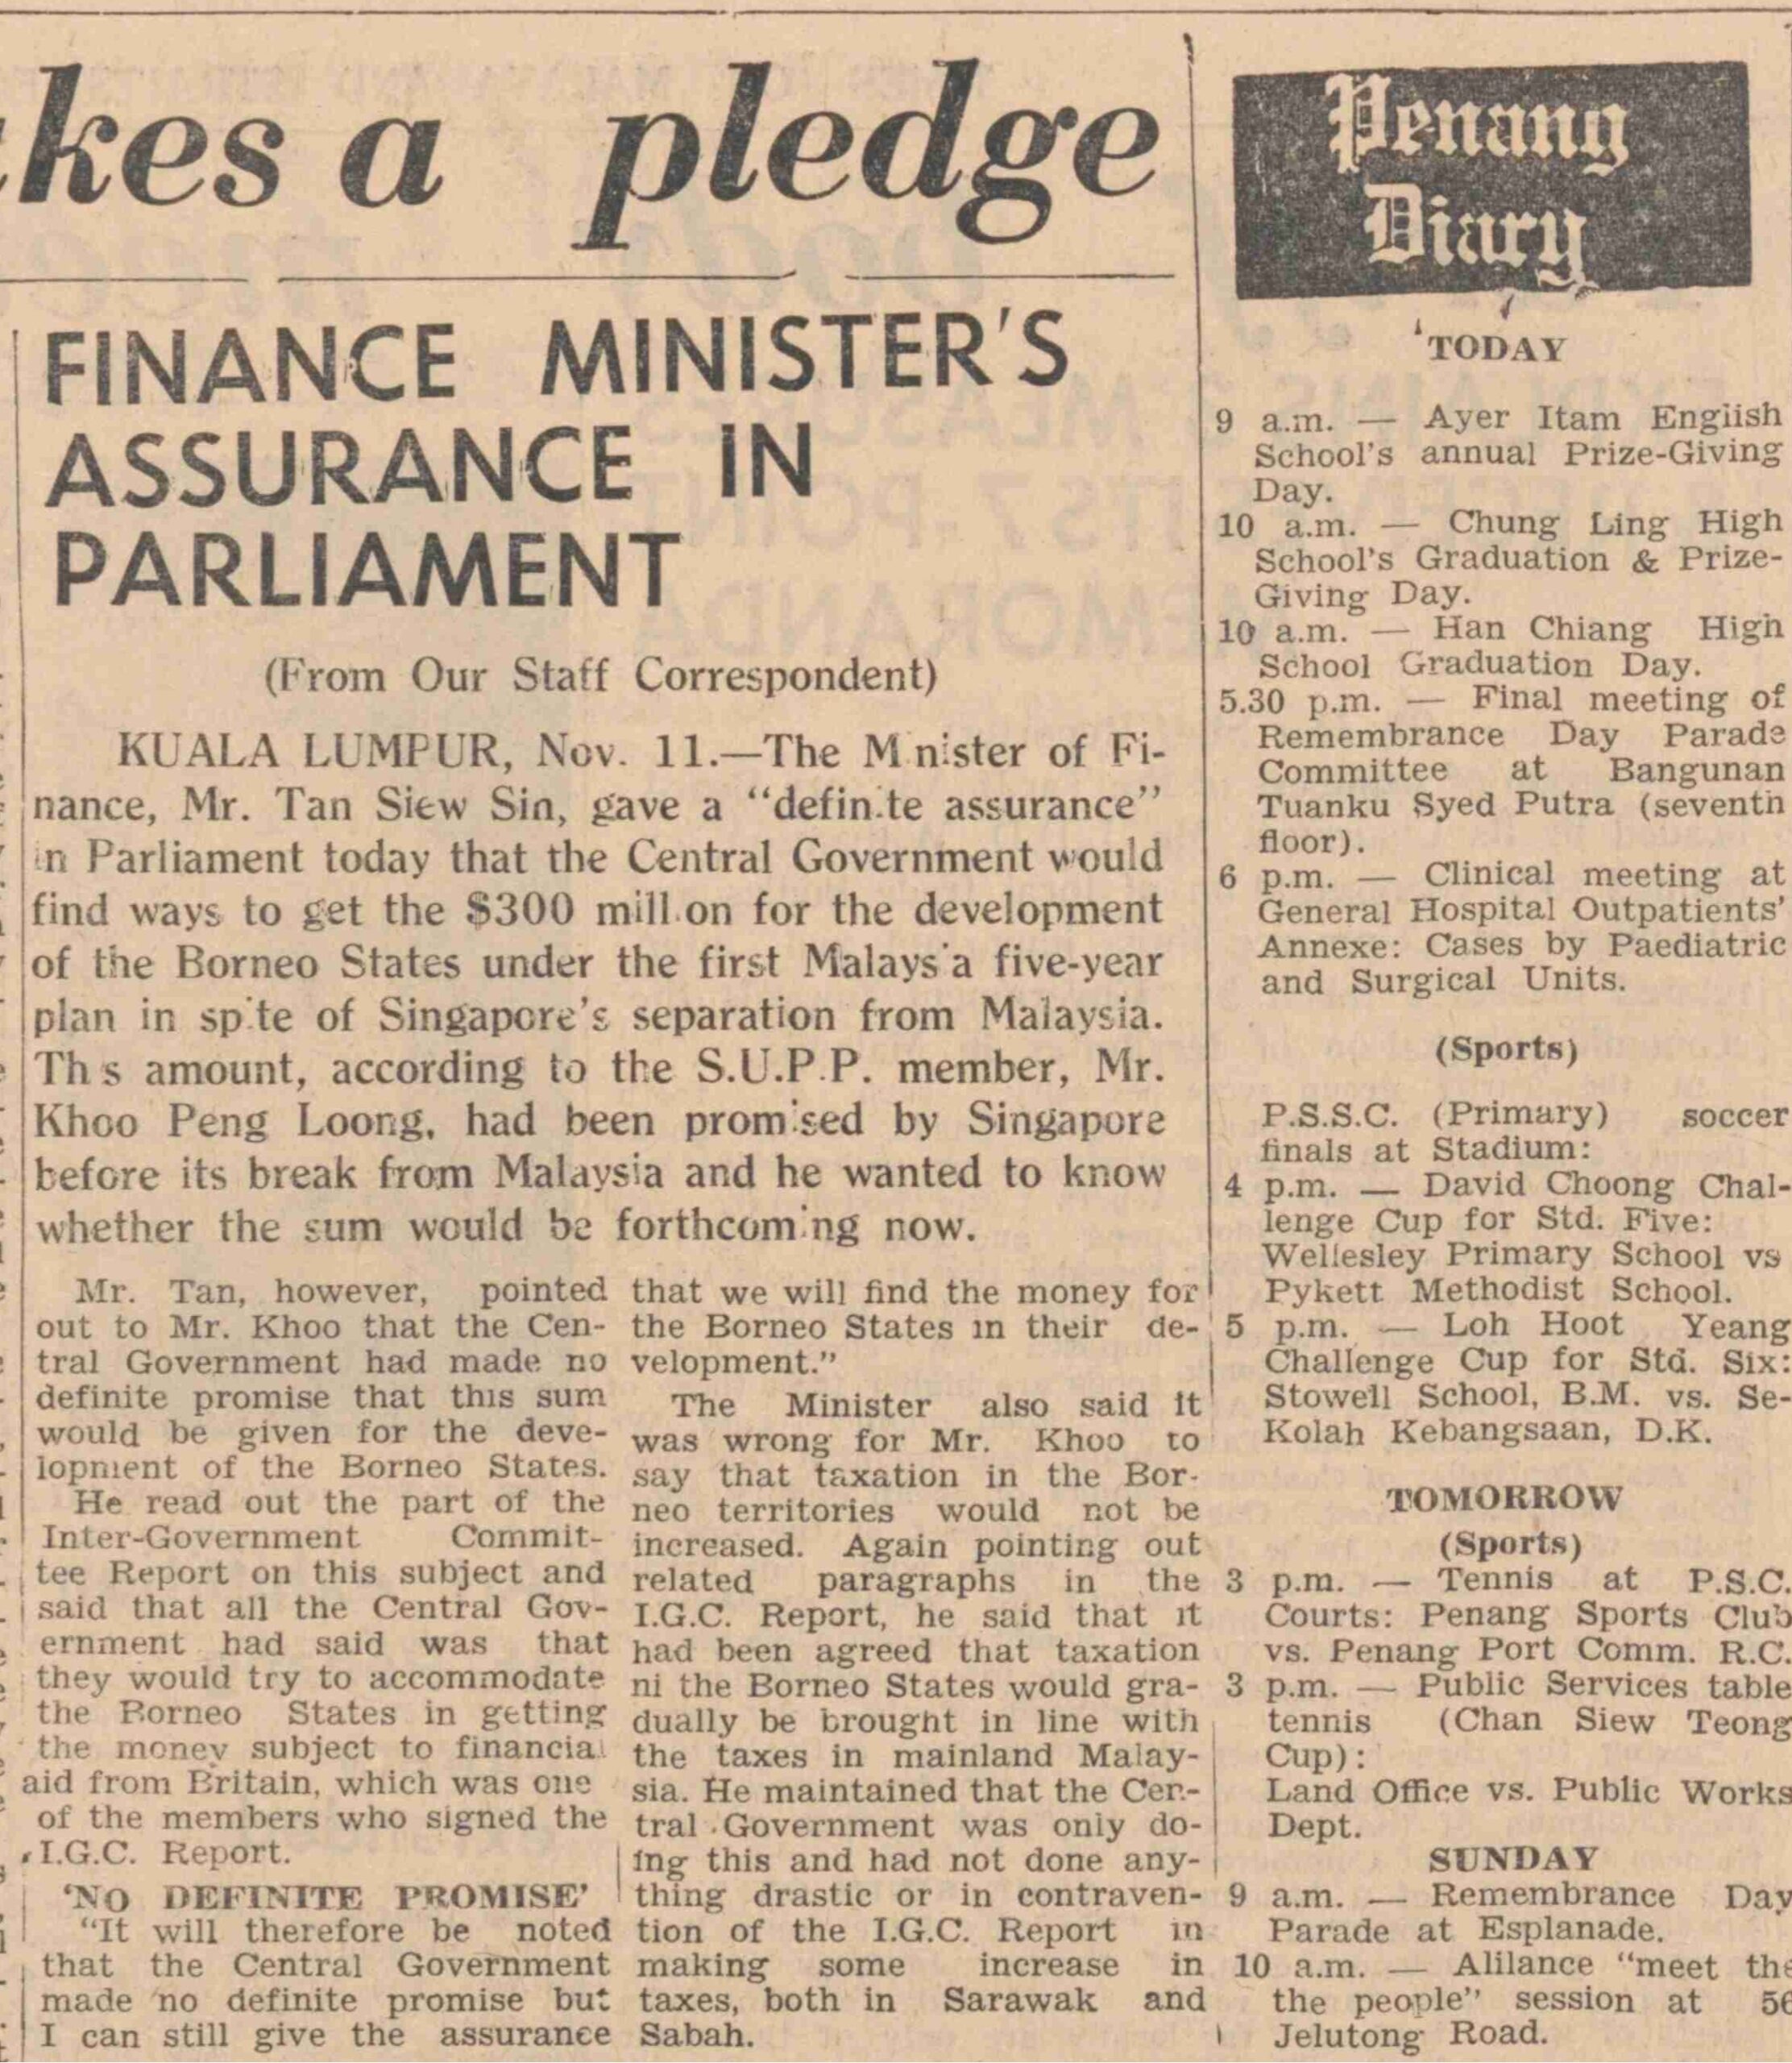 kes a pledge
FINANCE MINISTER'S
ASSURANCE IN
PARLIAMENT
(From Our Staff Correspondent)
KUALA LUMPUR, Nov. 11.—The M nister of Fi-
nance, Mr. Tan Siew Sin, gave a "defin.te assurance"
in Parliament today that the Central Government would
find ways to get the $300 mill.on for the development
of the Borneo States under the first Malays a five-year
plan in sp.te of Singapore's separation from Malaysia.
Th s amount, according to the S.U.P.P. member, Mr.
Khoo Peng Loong, had been promised by Singapore
before its break from Malaysia and he wanted to know
whether the sum would be forthcoming now.
Mr. Tan, however, pointed
out to Mr. Khoo that the Cen-
tral Government had made no
definite promise that this sum
would be given for the deve-
lopment of the Borneo States.
He read out the part of the
Inter-Government Commit-
tee Report on this subject and
said that all the Central Gov-
ernment had said was that
they would try to accommodate
the Borneo States in getting
the money subject to financial
aid from Britain, which was one
of the members who signed the
I.G.C. Report.
'NO DEFINITE PROMISE'
"It will therefore be noted
that the Central Government
made no definite promise but
I can still give the assurance
that we will find the money for
the Borneo States in their de-
velopment."
The Minister also said it
was wrong for Mr. Khoo to
say that taxation in the Bor-
neo territories would not be
increased. Again pointing out
related paragraphs in the
I.G.C. Report, he said that it
had been agreed that taxation
ni the Borneo States would gra-
dually be brought in line with
the taxes in mainland Malay-
sia. He maintained that the Cen-
tral Government was only do-
ing this and had not done any-
thing drastic or in contraven-
tion of the I.G.C. Report in
making some increase in
taxes, both in Sarawak and
Sabah.
Penang
Diary
TODAY
9 a.m. — Ayer Itam English
School's annual Prize-Giving
Day.
10 a.m. — Chung Ling High
School's Graduation & Prize-
Giving Day.
10 a.m. — Han Chiang High
School Graduation Day.
5.30 p.m. — Final meeting of
Remembrance Day Parade
Committee at Bangunan
Tuanku Syed Putra (seventh
floor).
6 p.m. — Clinical meeting at
General Hospital Outpatients'
Annexe: Cases by Paediatric
and Surgical Units.
(Sports)
P.S.S.C. (Primary) soccer
finals at Stadium:
4 p.m. — David Choong Chal-
lenge Cup for Std. Five:
Wellesley Primary School vs
Pykett Methodist School.
5 p.m. — Loh Hoot Yeang
Challenge Cup for Std. Six:
Stowell School, B.M. vs. Se-
Kolah Kebangsaan, D.K.
TOMORROW
(Sports)
3 p.m. — Tennis at P.S.C.
Courts: Penang Sports Club
vs. Penang Port Comm. R.C.
3 p.m. — Public Services table
tennis (Chan Siew Teong
Cup):
Land Office vs. Public Works
Dept.
SUNDAY
9 a.m. — Remembrance Day
Parade at Esplanade.
10 a.m. — Alilance "meet the
the people" session at 56
Jelutong Road.